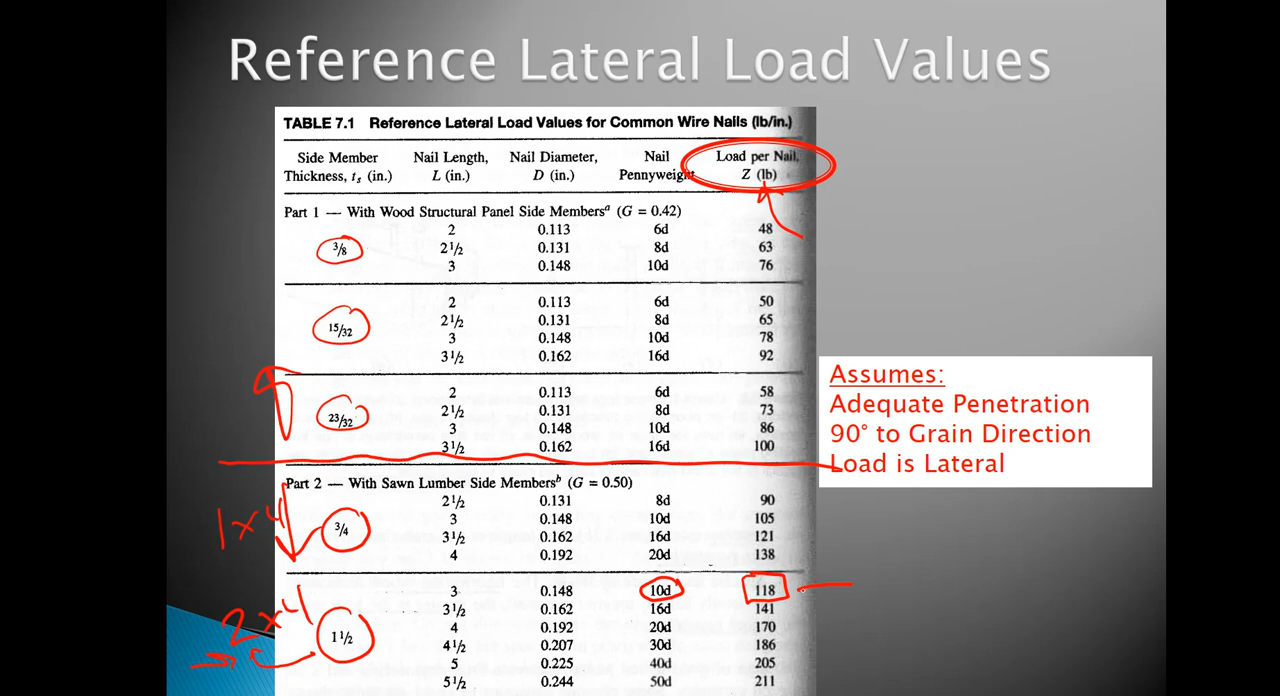 Reference Lateral Load Values
TABLE 7.1 Reference Lateral Load Values for Common Wire Nails (lb/in.)
Side Member Nail Length, Nail Diameter, Nail Load per Nail,
Thickness, tₛ (in.) L (in.) D (in.) Pennyweight Z (lb)
Part 1 — With Wood Structural Panel Side Membersᵃ (G = 0.42)
2 0.113 6d 48
3/8 2 1/2 0.131 8d 63
3 0.148 10d 76
2 0.113 6d 50
15/32 2 1/2 0.131 8d 65
3 0.148 10d 78
3 1/2 0.162 16d 92
2 0.113 6d 58
23/32 2 1/2 0.131 8d 73
3 0.148 10d 86
3 1/2 0.162 16d 100
Assumes:
Adequate Penetration
90° to Grain Direction
Load is Lateral
Part 2 — With Sawn Lumber Side Membersᵇ (G = 0.50)
2 1/2 0.131 8d 90
1x4 3/4 3 0.148 10d 105
3 1/2 0.162 16d 121
4 0.192 20d 138
3 0.148 10d 118
3 1/2 0.162 16d 141
2x4 1 1/2 4 0.192 20d 170
4 1/2 0.207 30d 186
5 0.225 40d 205
5 1/2 0.244 50d 211